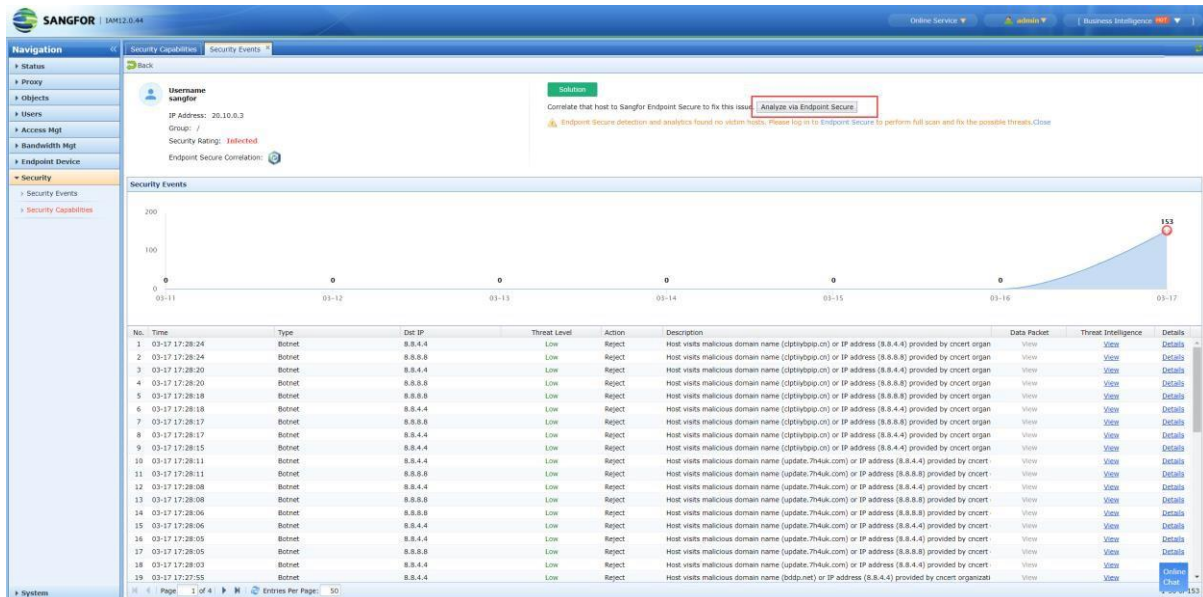 SANGFOR | IAM12.0.44
Online Service
admin
[ Business Intelligence HOT ]
Navigation
Security Capabilities
Security Events
Status
Proxy
Objects
Users
Access Mgt
Bandwidth Mgt
Endpoint Device
Security
Security Events
Security Capabilities
System
Back
Username
sangfor
IP Address: 20.10.0.3
Group: /
Security Rating: Infected
Endpoint Secure Correlation:
Solution
Correlate that host to Sangfor Endpoint Secure to fix this issue. Analyze via Endpoint Secure
Endpoint Secure detection and analytics found no victim hosts. Please log in to Endpoint Secure to perform full scan and fix the possible threats.Close
Security Events
200
100
0
0 0 0 0 0 0 153
03-11 03-12 03-13 03-14 03-15 03-16 03-17
No. Time Type Dst IP Threat Level Action Description Data Packet Threat Intelligence Details
1 03-17 17:28:24 Botnet 8.8.4.4 Low Reject Host visits malicious domain name (clptiiybpip.cn) or IP address (8.8.4.4) provided by cncert organ View View Details
2 03-17 17:28:24 Botnet 8.8.8.8 Low Reject Host visits malicious domain name (clptiiybpip.cn) or IP address (8.8.8.8) provided by cncert organ View View Details
3 03-17 17:28:20 Botnet 8.8.4.4 Low Reject Host visits malicious domain name (clptiiybpip.cn) or IP address (8.8.4.4) provided by cncert organ View View Details
4 03-17 17:28:20 Botnet 8.8.8.8 Low Reject Host visits malicious domain name (clptiiybpip.cn) or IP address (8.8.8.8) provided by cncert organ View View Details
5 03-17 17:28:18 Botnet 8.8.8.8 Low Reject Host visits malicious domain name (clptiiybpip.cn) or IP address (8.8.8.8) provided by cncert organ View View Details
6 03-17 17:28:18 Botnet 8.8.4.4 Low Reject Host visits malicious domain name (clptiiybpip.cn) or IP address (8.8.4.4) provided by cncert organ View View Details
7 03-17 17:28:17 Botnet 8.8.8.8 Low Reject Host visits malicious domain name (clptiiybpip.cn) or IP address (8.8.8.8) provided by cncert organ View View Details
8 03-17 17:28:17 Botnet 8.8.4.4 Low Reject Host visits malicious domain name (clptiiybpip.cn) or IP address (8.8.4.4) provided by cncert organ View View Details
9 03-17 17:28:15 Botnet 8.8.4.4 Low Reject Host visits malicious domain name (clptiiybpip.cn) or IP address (8.8.4.4) provided by cncert organ View View Details
10 03-17 17:28:11 Botnet 8.8.4.4 Low Reject Host visits malicious domain name (update.7h4uk.com) or IP address (8.8.4.4) provided by cncert View View Details
11 03-17 17:28:11 Botnet 8.8.8.8 Low Reject Host visits malicious domain name (update.7h4uk.com) or IP address (8.8.8.8) provided by cncert View View Details
12 03-17 17:28:08 Botnet 8.8.4.4 Low Reject Host visits malicious domain name (update.7h4uk.com) or IP address (8.8.4.4) provided by cncert View View Details
13 03-17 17:28:08 Botnet 8.8.8.8 Low Reject Host visits malicious domain name (update.7h4uk.com) or IP address (8.8.8.8) provided by cncert View View Details
14 03-17 17:28:06 Botnet 8.8.8.8 Low Reject Host visits malicious domain name (update.7h4uk.com) or IP address (8.8.8.8) provided by cncert View View Details
15 03-17 17:28:06 Botnet 8.8.4.4 Low Reject Host visits malicious domain name (update.7h4uk.com) or IP address (8.8.4.4) provided by cncert View View Details
16 03-17 17:28:05 Botnet 8.8.4.4 Low Reject Host visits malicious domain name (update.7h4uk.com) or IP address (8.8.4.4) provided by cncert View View Details
17 03-17 17:28:05 Botnet 8.8.8.8 Low Reject Host visits malicious domain name (update.7h4uk.com) or IP address (8.8.8.8) provided by cncert View View Details
18 03-17 17:28:03 Botnet 8.8.4.4 Low Reject Host visits malicious domain name (update.7h4uk.com) or IP address (8.8.4.4) provided by cncert View View Details
19 03-17 17:27:55 Botnet 8.8.4.4 Low Reject Host visits malicious domain name (bddp.net) or IP address (8.8.4.4) provided by cncert organizati View View
Online Chat
Page 1 of 4 Entries Per Page: 50 of 153